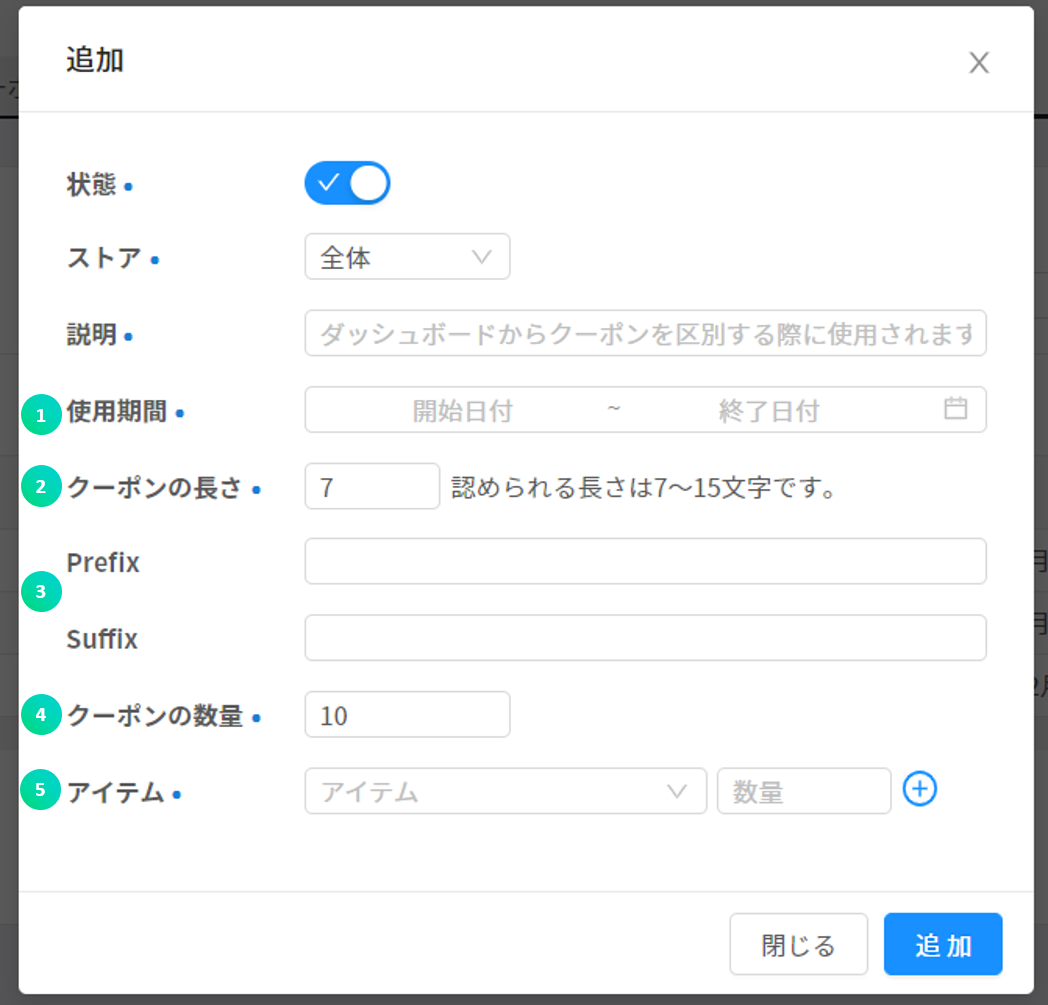 追加
状態
ストア 全体
説明 ダッシュボードからクーポンを区別する際に使用されます
1 使用期間 開始日付 ~ 終了日付
2 クーポンの長さ 7 認められる長さは7〜15文字です。
Prefix
3
Suffix
4 クーポンの数量 10
5 アイテム アイテム 数量
閉じる 追加